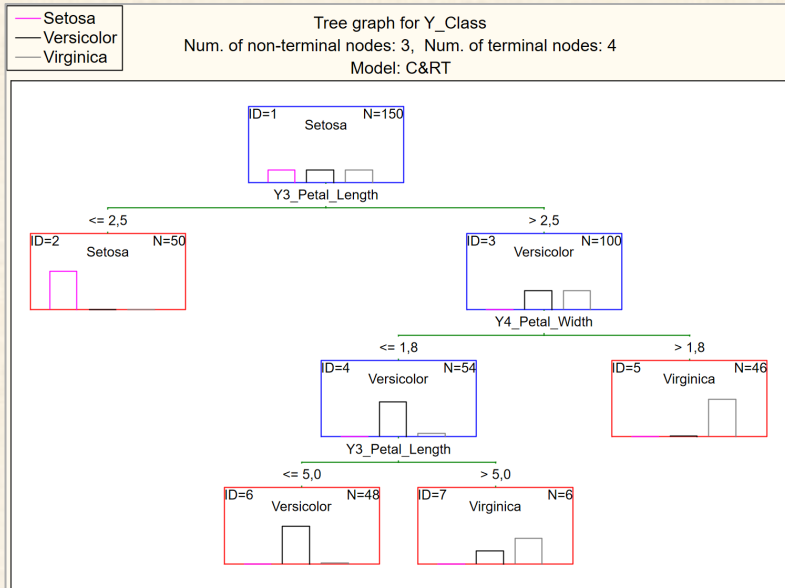 Setosa
Versicolor
Virginica
Tree graph for Y_Class
Num. of non-terminal nodes: 3, Num. of terminal nodes: 4
Model: C&RT
ID=1 N=150
Setosa
Y3_Petal_Length
<= 2,5 > 2,5
ID=2 N=50
Setosa
ID=3 N=100
Versicolor
Y4_Petal_Width
<= 1,8 > 1,8
ID=4 N=54
Versicolor
ID=5 N=46
Virginica
Y3_Petal_Length
<= 5,0 > 5,0
ID=6 N=48
Versicolor
ID=7 N=6
Virginica